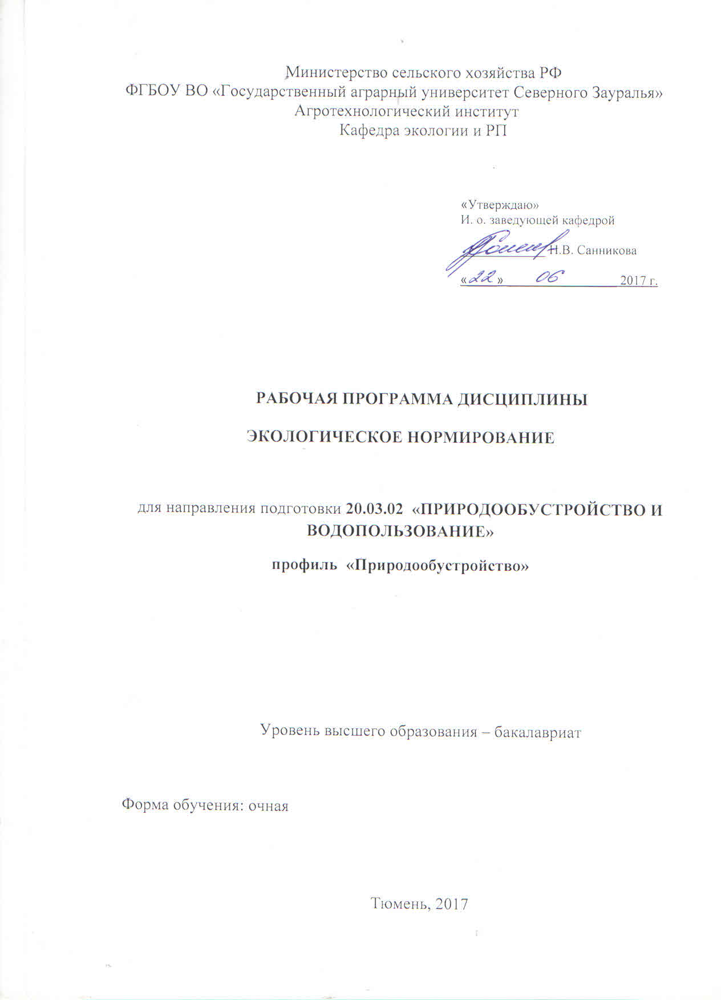 Министерство сельского хозяйства РФ
ФГБОУ ВО «Государственный аграрный университет Северного Зауралья»
Агротехнологический институт
Кафедра экологии и РП
«Утверждаю»
И. о. заведующей кафедрой
Н.В. Санникова
«22» 06 2017 г.
РАБОЧАЯ ПРОГРАММА ДИСЦИПЛИНЫ
ЭКОЛОГИЧЕСКОЕ НОРМИРОВАНИЕ
для направления подготовки 20.03.02 «ПРИРОДООБУСТРОЙСТВО И
ВОДОПОЛЬЗОВАНИЕ»
профиль «Природообустройство»
Уровень высшего образования – бакалавриат
Форма обучения: очная
Тюмень, 2017